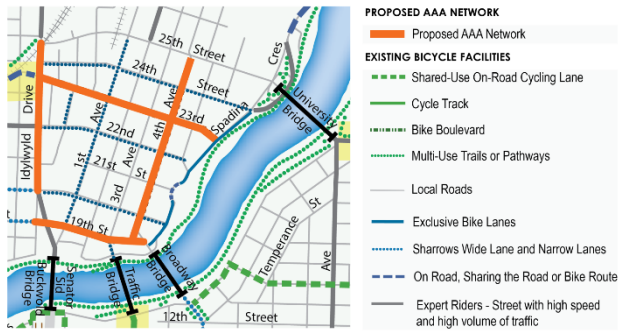 25th Street
24th Street
Cres
Drive
Ave
Ave
23rd
Spadina
University
Bridge
22nd
4th
Idylwyld
1st
Ave
21st St
3rd
19th St
St
Temperance
Ave
Senator
Sid
Buckwold
Bridge
Traffic
Bridge
Broadway
Bridge
12th Street
PROPOSED AAA NETWORK
Proposed AAA Network
EXISTING BICYCLE FACILITIES
Shared-Use On-Road Cycling Lane
Cycle Track
Bike Boulevard
Multi-Use Trails or Pathways
Local Roads
Exclusive Bike Lanes
Sharrows Wide Lane and Narrow Lanes
On Road, Sharing the Road or Bike Route
Expert Riders - Street with high speed
and high volume of traffic